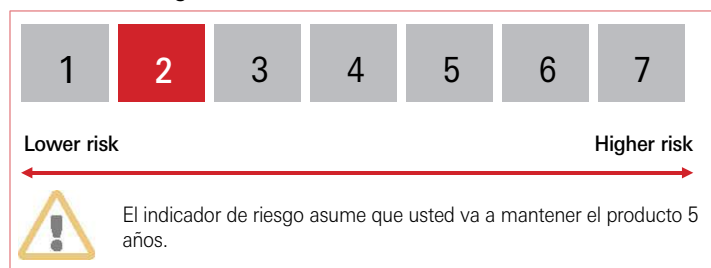 1 2 3 4 5 6 7
Lower risk Higher risk
El indicador de riesgo asume que usted va a mantener el producto 5
años.